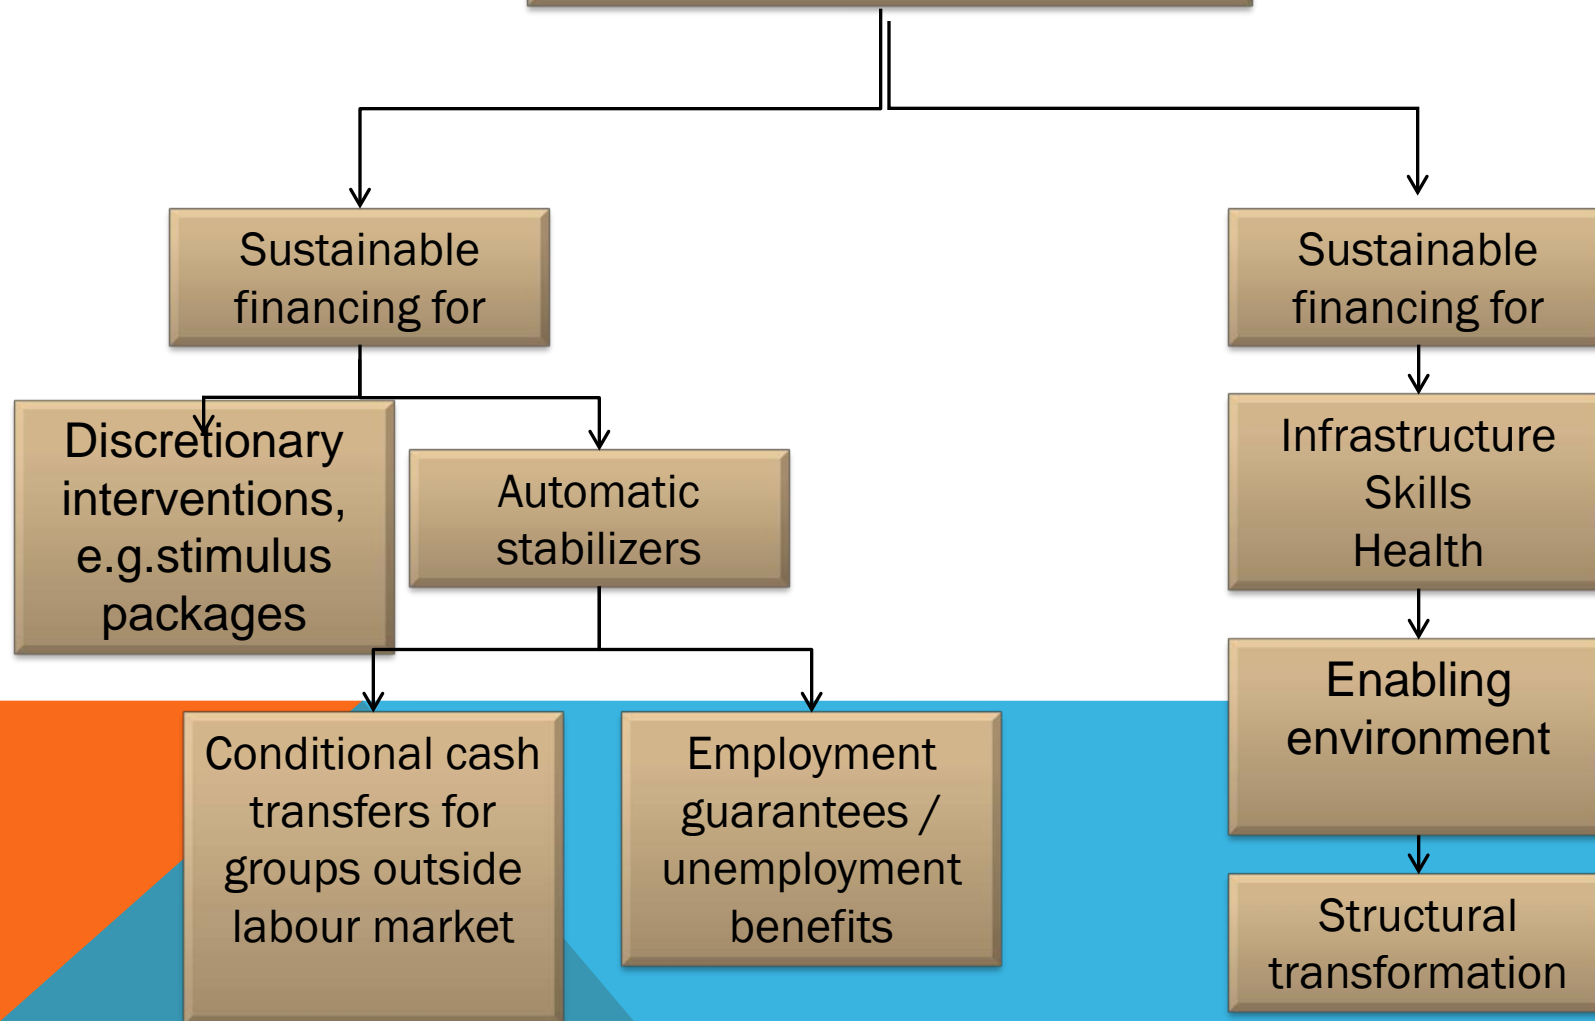 Sustainable
financing for
Sustainable
financing for
Discretionary
interventions,
e.g.stimulus
packages
Automatic
stabilizers
Infrastructure
Skills
Health
Conditional cash
transfers for
groups outside
labour market
Employment
guarantees /
unemployment
benefits
Enabling
environment
Structural
transformation